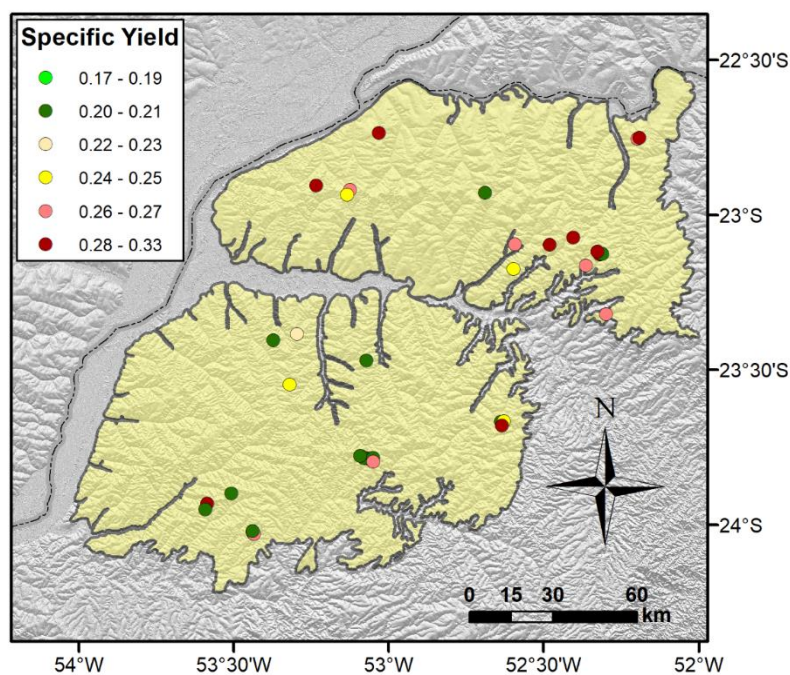 Specific Yield
0.17 - 0.19
0.20 - 0.21
0.22 - 0.23
0.24 - 0.25
0.26 - 0.27
0.28 - 0.33
22°30'S
23°S
23°30'S
N
24°S
0 15 30 60
km
54°W 53°30'W 53°W 52°30'W 52°W